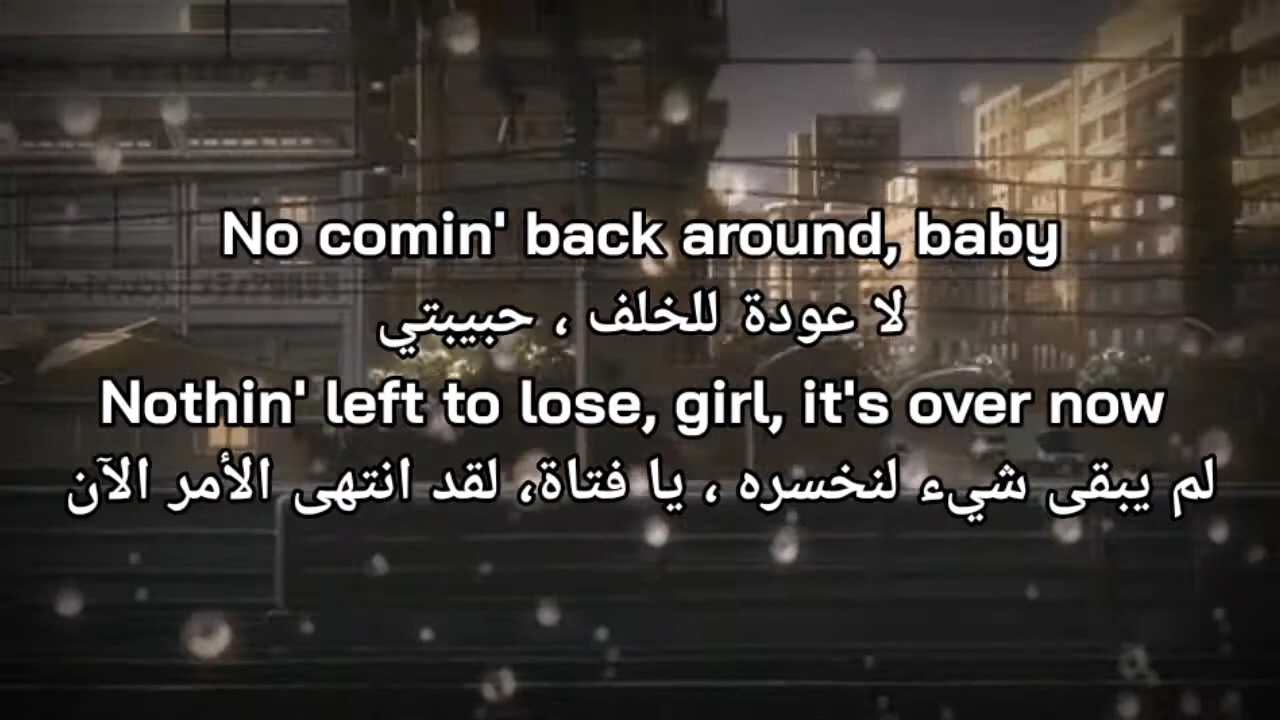 No comin' back around, baby
لا عودة للخلف ، حبيبتي
Nothin' left to lose, girl, it's over now
لم يبقى شيء لنخسره ، يا فتاة، لقد انتهى الأمر الآن